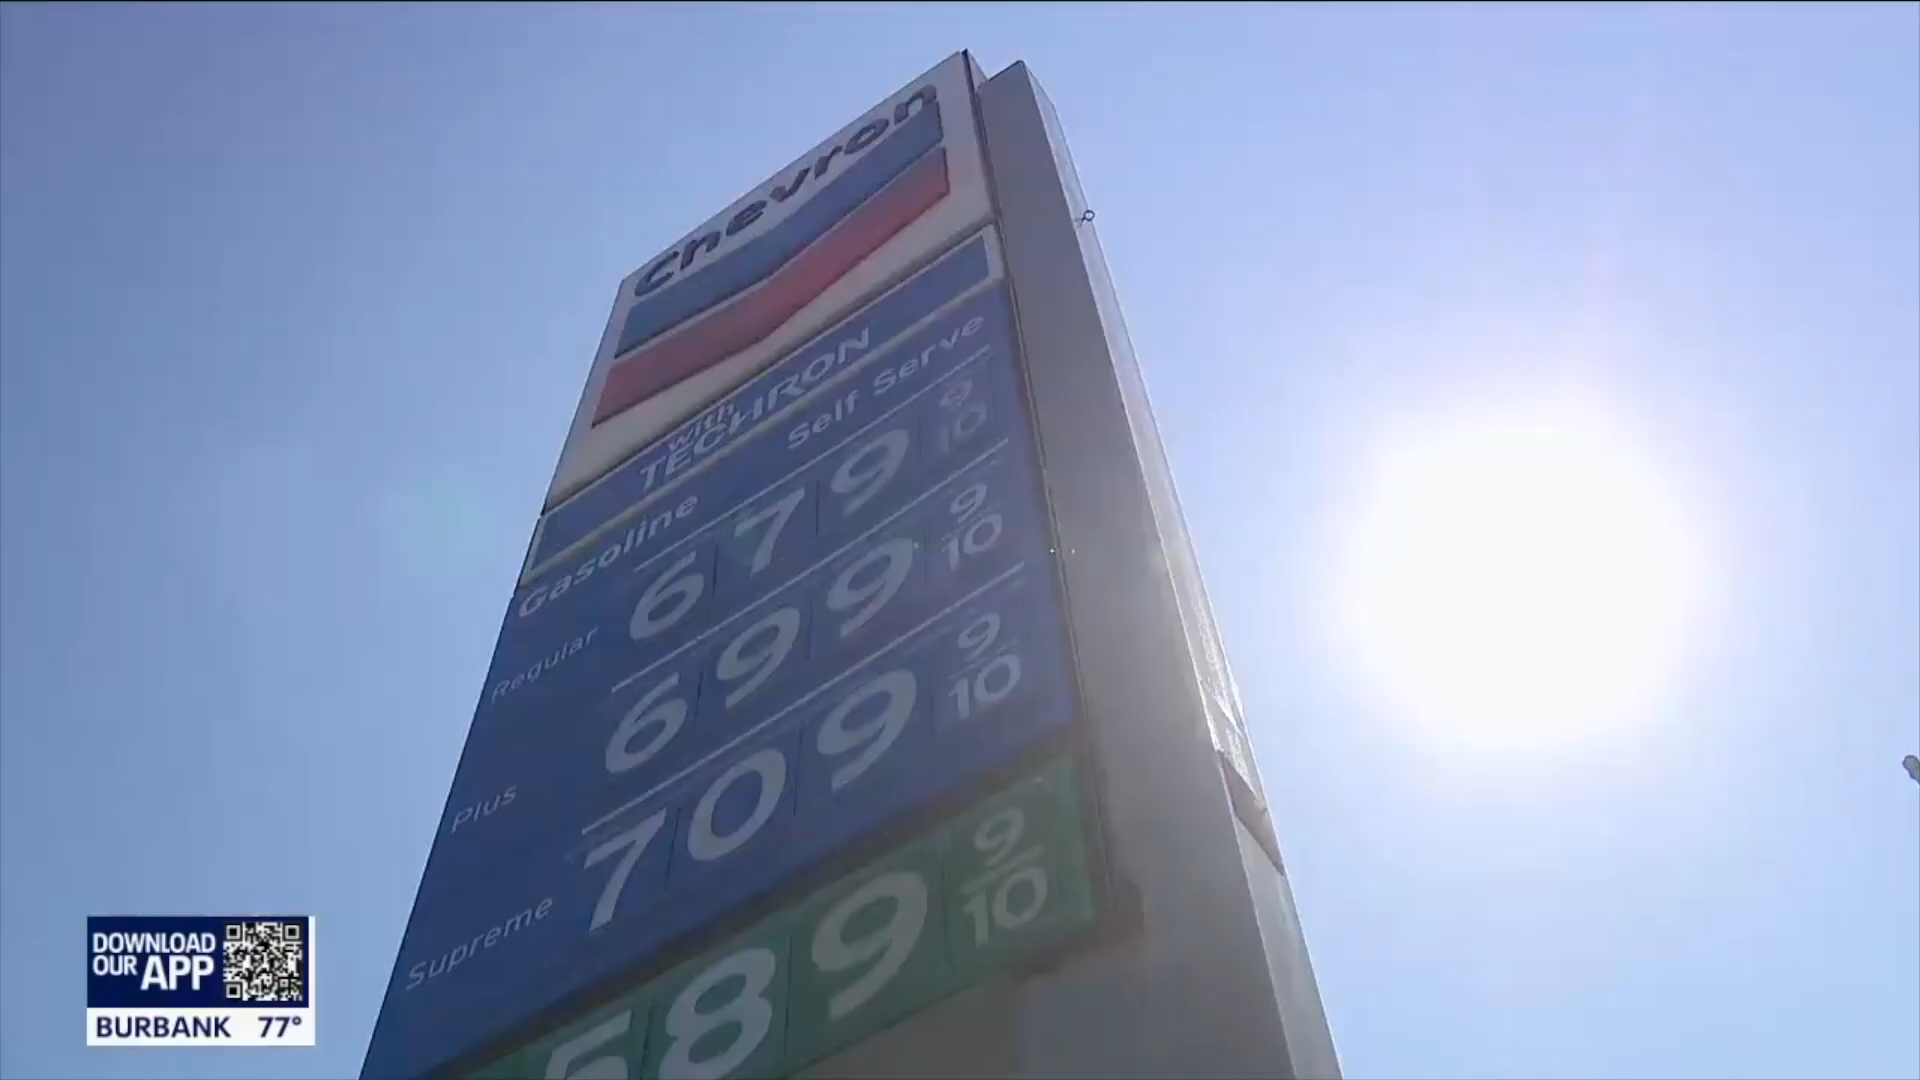 Chevron
with
TECHRON
Gasoline Self Serve
Regular 6 7 9 9/10
Plus 6 9 9 9/10
Supreme 7 0 9 9/10
5 8 9 9/10
DOWNLOAD
OUR APP
BURBANK 77°